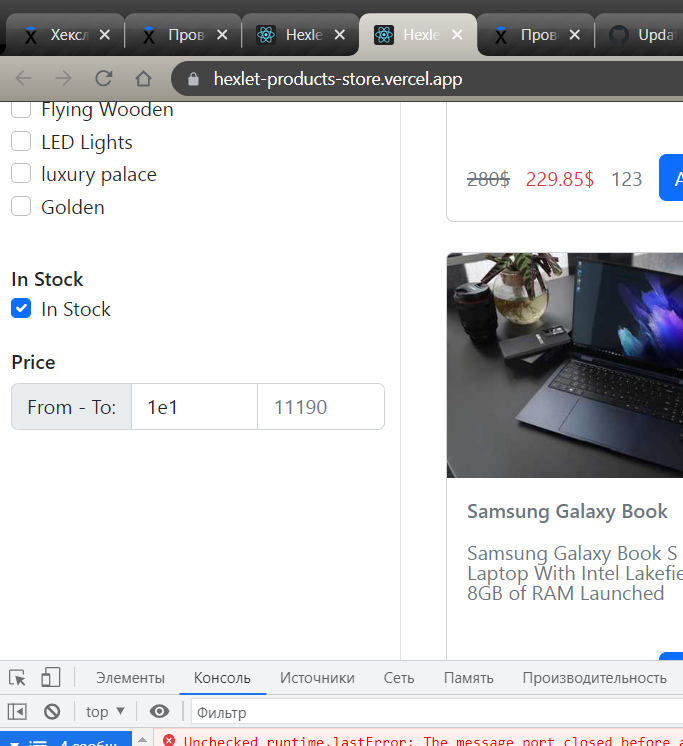 Хексл
Пров
Hexle
Hexle
Пров
Updat
hexlet-products-store.vercel.app
Flying Wooden
LED Lights
luxury palace
Golden
In Stock
In Stock
Price
From - To: 1e1 11190
280$ 229.85$ 123 A
Samsung Galaxy Book
Samsung Galaxy Book S
Laptop With Intel Lakefie
8GB of RAM Launched
Элементы Консоль Источники Сеть Память Производительность
top Фильтр
4 сообщ
Unchecked runtime.lastError: The message port closed before a